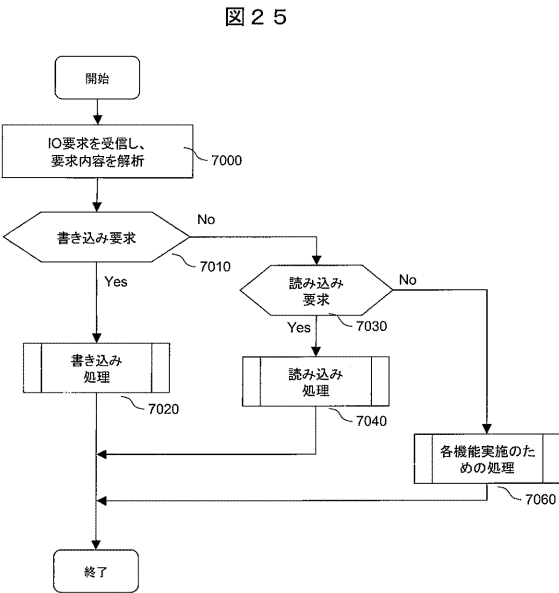 図２５
開始
IO要求を受信し、
要求内容を解析
7000
書き込み要求
7010
No
Yes
読み込み
要求
7030
No
Yes
書き込み
処理
7020
読み込み
処理
7040
各機能実施のた
めの処理
7060
終了